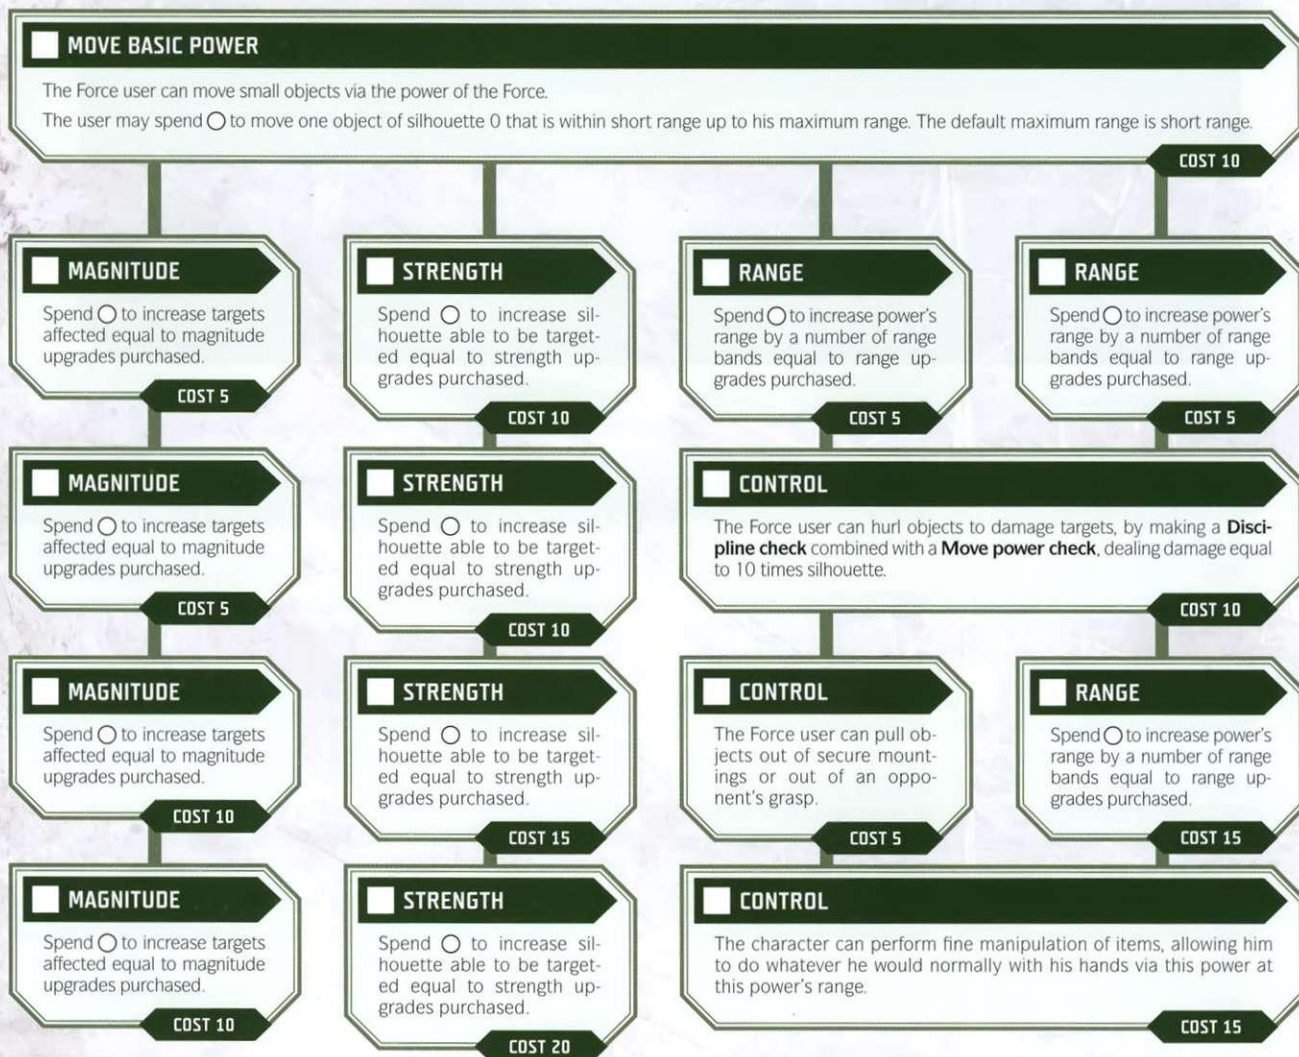 MOVE BASIC POWER
The Force user can move small objects via the power of the Force.
The user may spend ○ to move one object of silhouette 0 that is within short range up to his maximum range. The default maximum range is short range.
COST 10
MAGNITUDE
Spend ○ to increase targets
affected equal to magnitude
upgrades purchased.
COST 5
STRENGTH
Spend ○ to increase sil-
houette able to be target-
ed equal to strength up-
grades purchased.
COST 10
RANGE
Spend ○ to increase power's
range by a number of range
bands equal to range up-
grades purchased.
COST 5
RANGE
Spend ○ to increase power's
range by a number of range
bands equal to range up-
grades purchased.
COST 5
MAGNITUDE
Spend ○ to increase targets
affected equal to magnitude
upgrades purchased.
COST 5
STRENGTH
Spend ○ to increase sil-
houette able to be target-
ed equal to strength up-
grades purchased.
COST 10
CONTROL
The Force user can hurl objects to damage targets, by making a Disci-
pline check combined with a Move power check, dealing damage equal
to 10 times silhouette.
COST 10
MAGNITUDE
Spend ○ to increase targets
affected equal to magnitude
upgrades purchased.
COST 10
STRENGTH
Spend ○ to increase sil-
houette able to be target-
ed equal to strength up-
grades purchased.
COST 15
CONTROL
The Force user can pull ob-
jects out of secure mount-
ings or out of an oppo-
nent's grasp.
COST 5
RANGE
Spend ○ to increase power's
range by a number of range
bands equal to range up-
grades purchased.
COST 15
MAGNITUDE
Spend ○ to increase targets
affected equal to magnitude
upgrades purchased.
COST 10
STRENGTH
Spend ○ to increase sil-
houette able to be target-
ed equal to strength up-
grades purchased.
COST 20
CONTROL
The character can perform fine manipulation of items, allowing him
to do whatever he would normally with his hands via this power at
this power's range.
COST 15